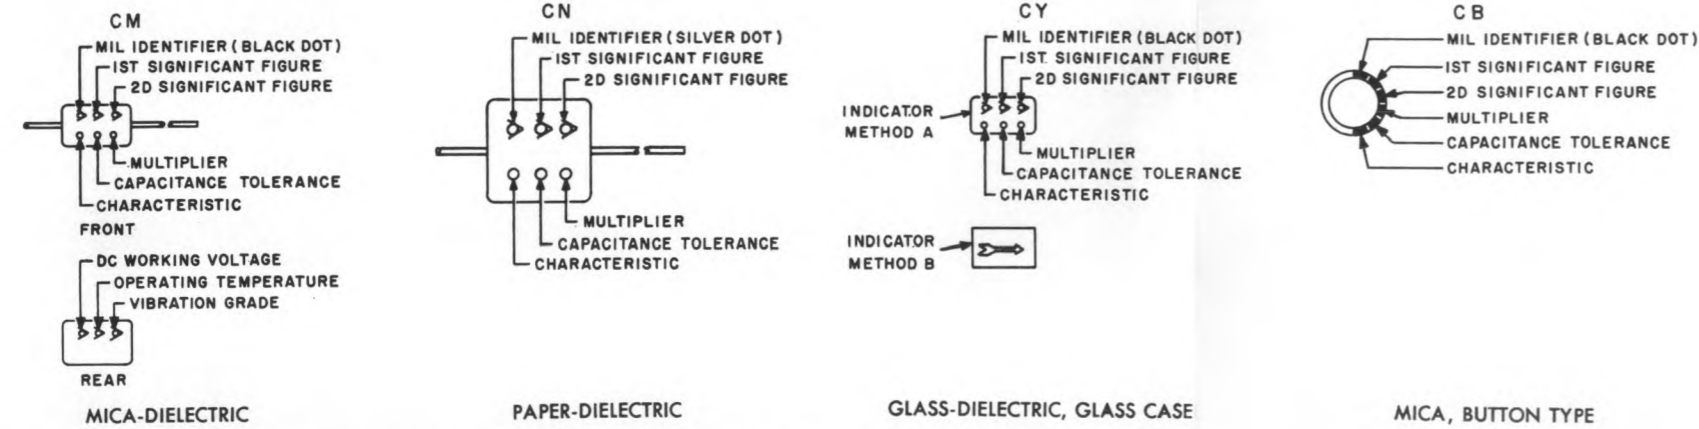 CM
MIL IDENTIFIER (BLACK DOT)
1ST SIGNIFICANT FIGURE
2D SIGNIFICANT FIGURE
MULTIPLIER
CAPACITANCE TOLERANCE
CHARACTERISTIC
FRONT
DC WORKING VOLTAGE
OPERATING TEMPERATURE
VIBRATION GRADE
REAR
MICA-DIELECTRIC
CN
MIL IDENTIFIER (SILVER DOT)
1ST SIGNIFICANT FIGURE
2D SIGNIFICANT FIGURE
MULTIPLIER
CAPACITANCE TOLERANCE
CHARACTERISTIC
PAPER-DIELECTRIC
CY
MIL IDENTIFIER (BLACK DOT)
1ST SIGNIFICANT FIGURE
2D SIGNIFICANT FIGURE
INDICATOR
METHOD A
MULTIPLIER
CAPACITANCE TOLERANCE
CHARACTERISTIC
INDICATOR
METHOD B
GLASS-DIELECTRIC, GLASS CASE
CB
MIL IDENTIFIER (BLACK DOT)
1ST SIGNIFICANT FIGURE
2D SIGNIFICANT FIGURE
MULTIPLIER
CAPACITANCE TOLERANCE
CHARACTERISTIC
MICA, BUTTON TYPE